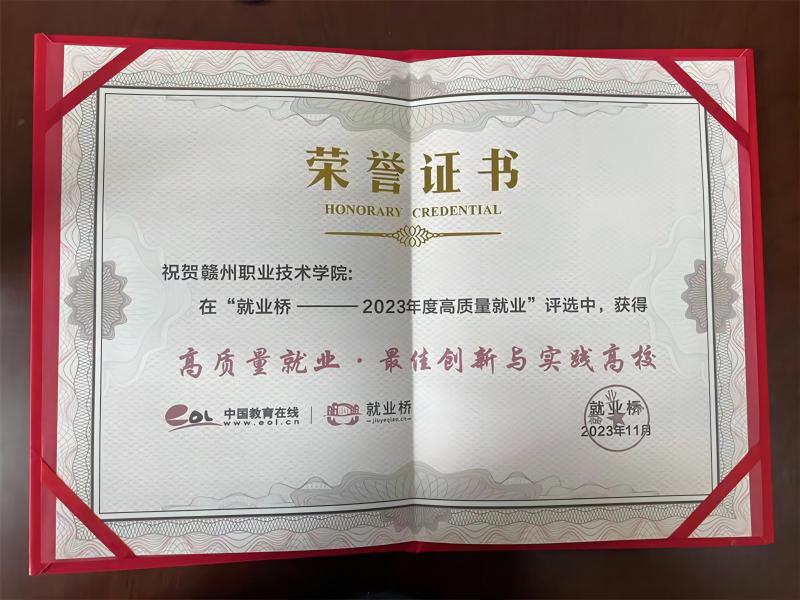 荣誉证书
HONORARY CREDENTIAL
祝贺赣州职业技术学院:
在“就业桥 ——— 2023年度高质量就业”评选中，获得
高质量就业·最佳创新与实践高校
eol 中国教育在线 | 就业桥
www.eol.cn —jiuyeqiao.cn—
就业桥
2023年11月